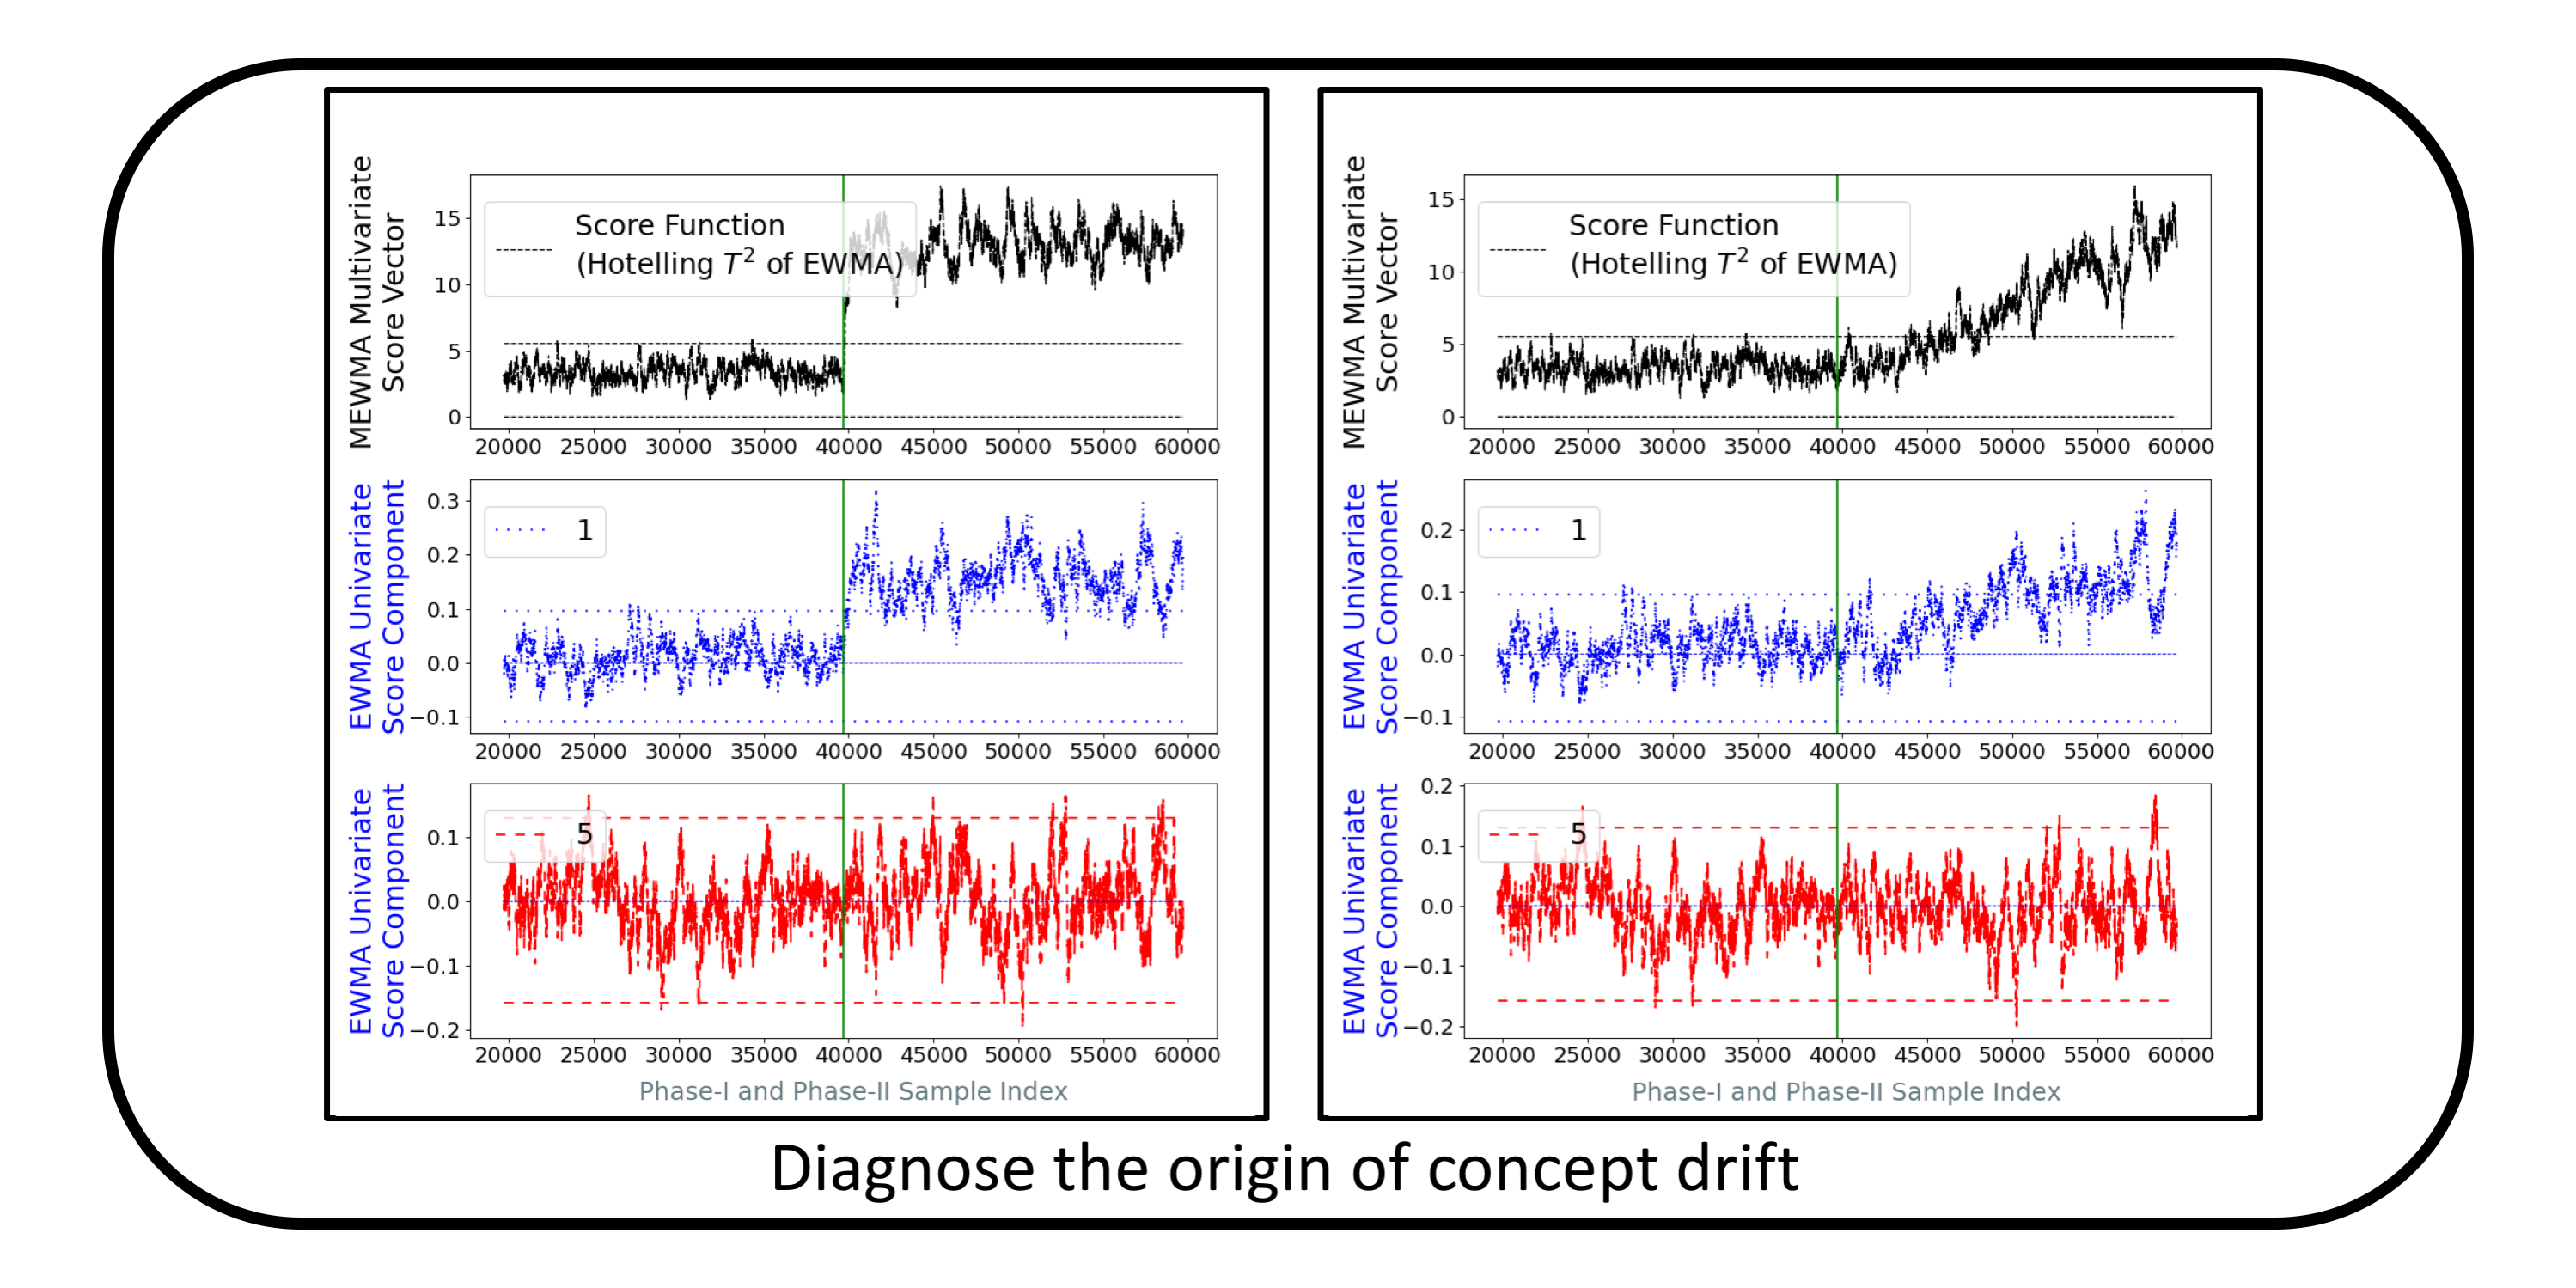 MEWMA Multivariate
Score Vector
15
10
5
0
Score Function
(Hotelling T² of EWMA)
20000 25000 30000 35000 40000 45000 50000 55000 60000
EWMA Univariate
Score Component
0.3
0.2
0.1
0.0
−0.1
1
20000 25000 30000 35000 40000 45000 50000 55000 60000
EWMA Univariate
Score Component
0.1
0.0
−0.1
−0.2
5
20000 25000 30000 35000 40000 45000 50000 55000 60000
Phase-I and Phase-II Sample Index
MEWMA Multivariate
Score Vector
15
10
5
0
Score Function
(Hotelling T² of EWMA)
20000 25000 30000 35000 40000 45000 50000 55000 60000
EWMA Univariate
Score Component
0.2
0.1
0.0
−0.1
1
20000 25000 30000 35000 40000 45000 50000 55000 60000
EWMA Univariate
Score Component
0.2
0.1
0.0
−0.1
−0.2
5
20000 25000 30000 35000 40000 45000 50000 55000 60000
Phase-I and Phase-II Sample Index
Diagnose the origin of concept drift